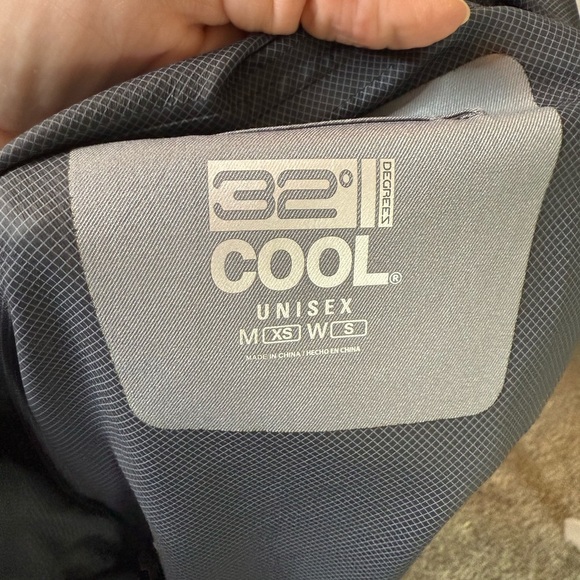 32° DEGREES
COOL®
UNISEX
M XS W S
MADE IN CHINA / HECHO EN CHINA